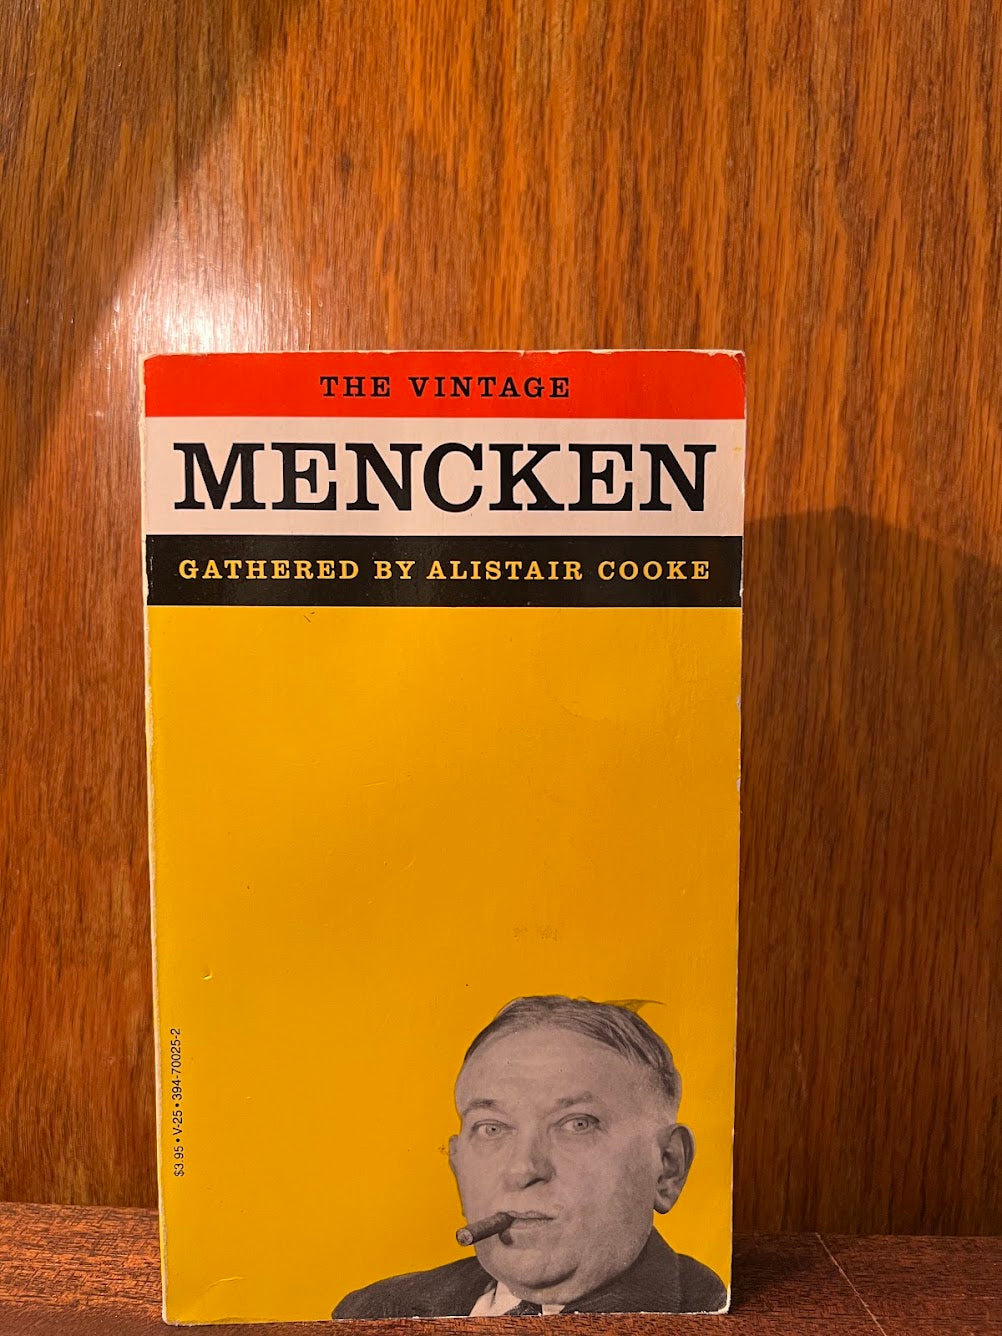 THE VINTAGE
MENCKEN
GATHERED BY ALISTAIR COOKE
$3.95 • V-25 • 394-70025-2